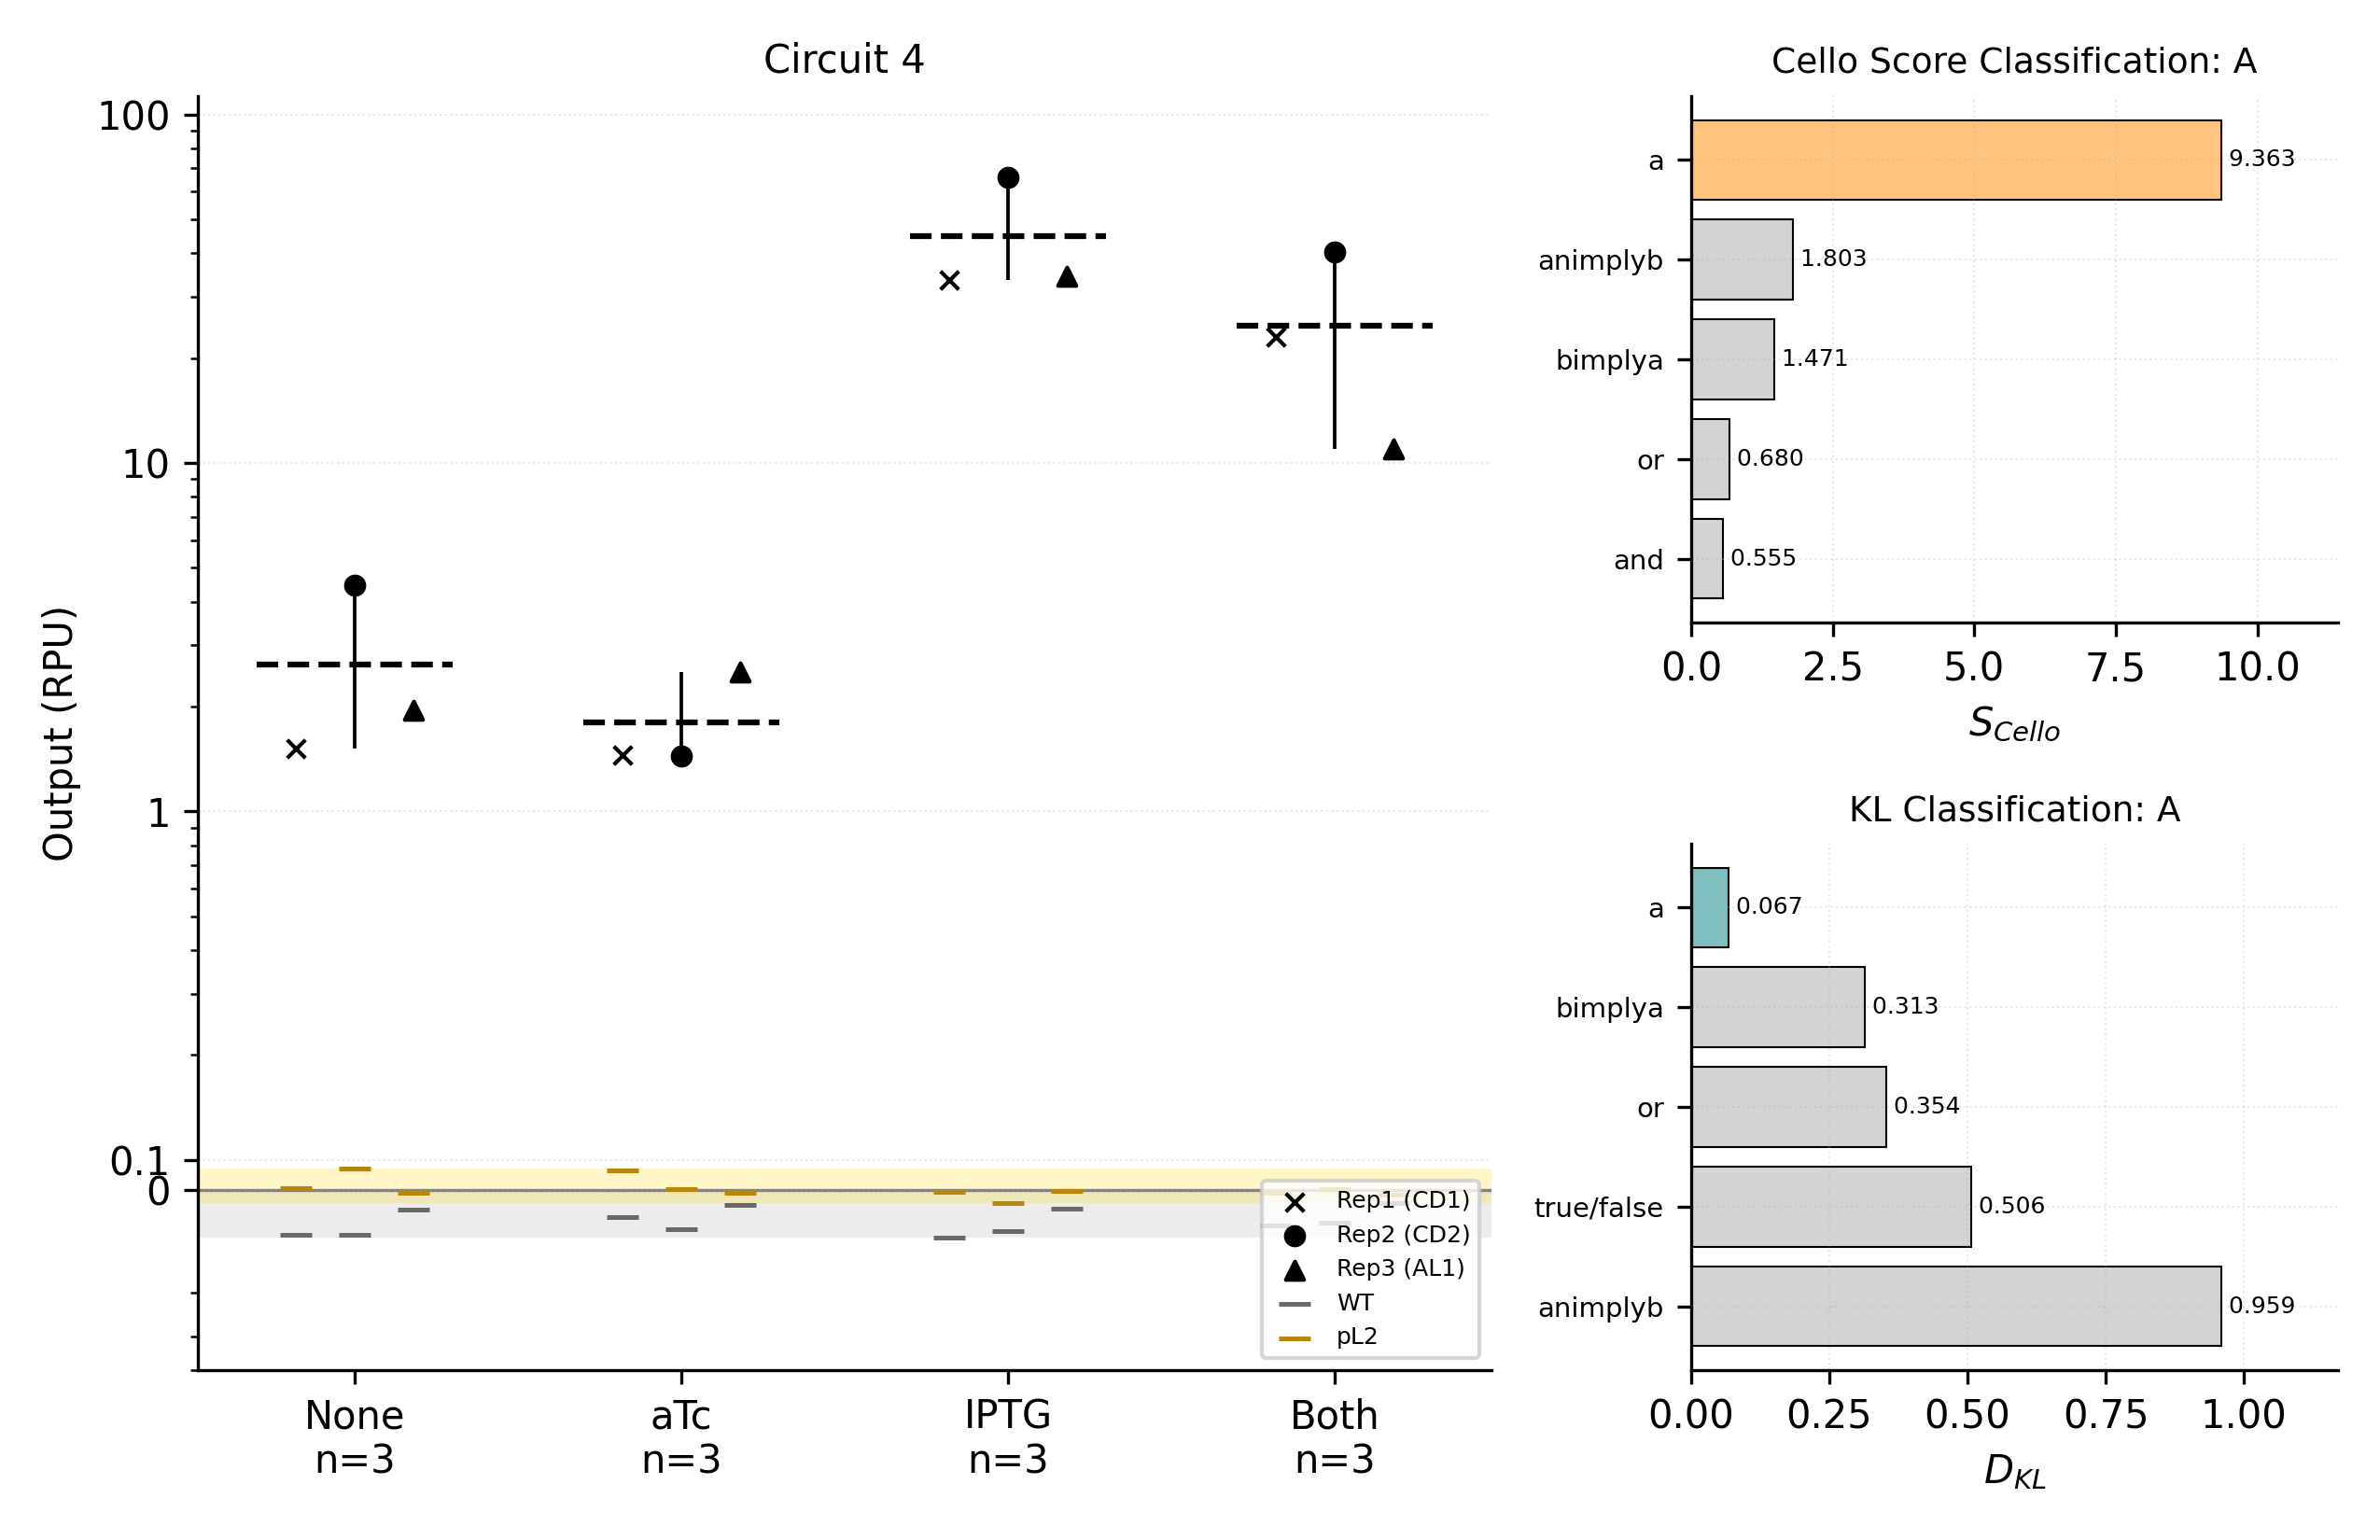 Circuit 4
Output (RPU)
100
10
1
0.1
0
None
n=3
aTc
n=3
IPTG
n=3
Both
n=3
Rep1 (CD1)
Rep2 (CD2)
Rep3 (AL1)
WT
pL2
Cello Score Classification: A
a
9.363
animplyb
1.803
bimplya
1.471
or
0.680
and
0.555
0.0 2.5 5.0 7.5 10.0
S_Cello
KL Classification: A
a
0.067
bimplya
0.313
or
0.354
true/false
0.506
animplyb
0.959
0.00 0.25 0.50 0.75 1.00
D_KL